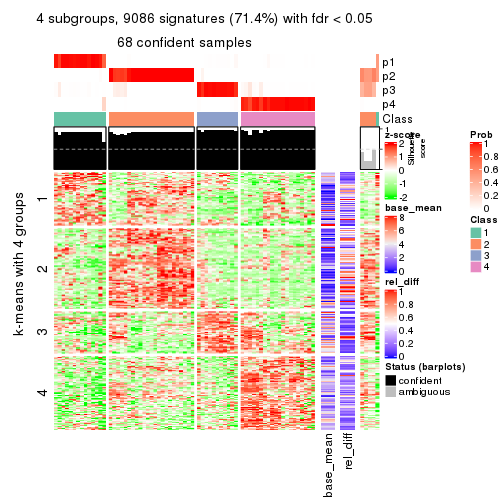 4 subgroups, 9086 signatures (71.4%) with fdr < 0.05
68 confident samples
p1
p2
p3
p4
Class
1
Silhouette
score
k-means with 4 groups
1
2
3
4
base_mean
rel_diff
z-score
2
1
0
-1
-2
base_mean
8
6
4
2
0
rel_diff
1
0.8
0.6
0.4
0.2
0
Status (barplots)
confident
ambiguous
Prob
1
0.8
0.6
0.4
0.2
0
Class
1
2
3
4